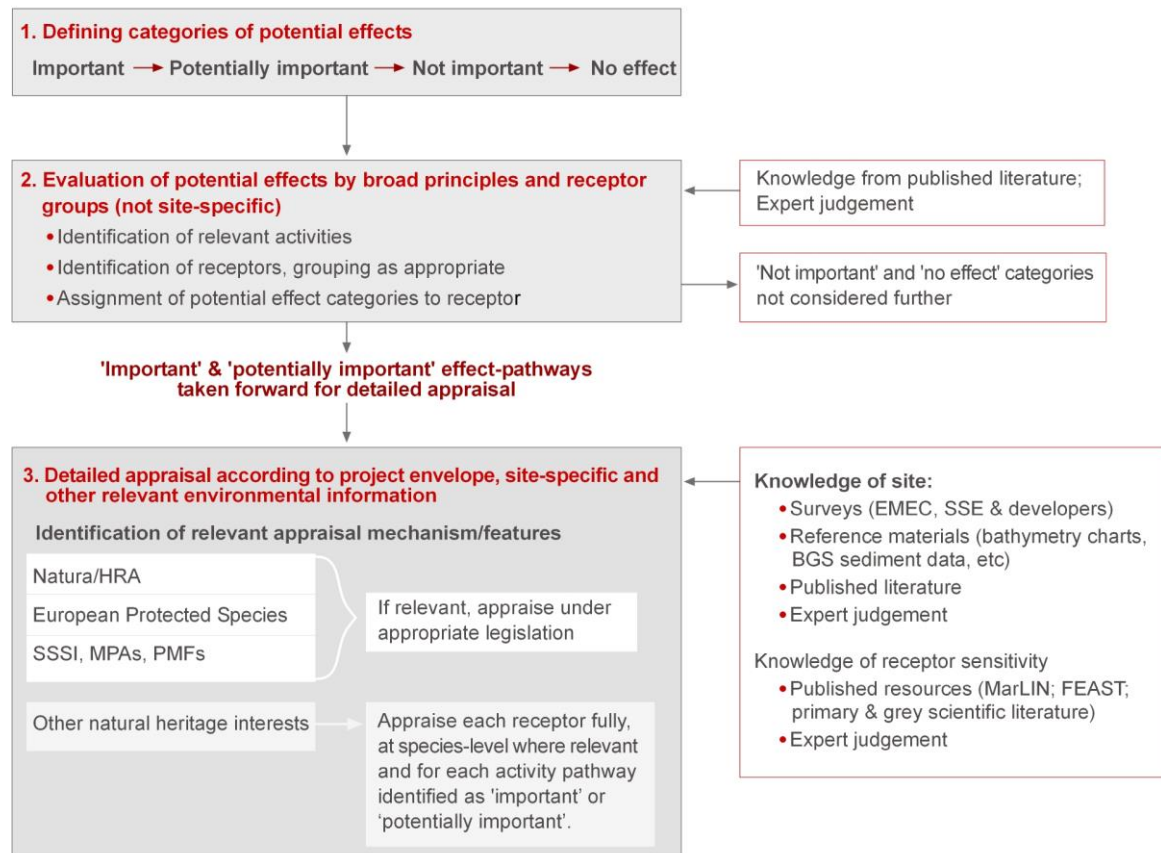 1. Defining categories of potential effects
Important → Potentially important → Not important → No effect
2. Evaluation of potential effects by broad principles and receptor
groups (not site-specific)
• Identification of relevant activities
• Identification of receptors, grouping as appropriate
• Assignment of potential effect categories to receptor
Knowledge from published literature;
Expert judgement
'Not important' and 'no effect' categories
not considered further
'Important' & 'potentially important' effect-pathways
taken forward for detailed appraisal
3. Detailed appraisal according to project envelope, site-specific and
other relevant environmental information
Identification of relevant appraisal mechanism/features
Natura/HRA
European Protected Species
SSSI, MPAs, PMFs
If relevant, appraise under
appropriate legislation
Other natural heritage interests
Appraise each receptor fully,
at species-level where relevant
and for each activity pathway
identified as 'important' or
'potentially important'.
Knowledge of site:
• Surveys (EMEC, SSE & developers)
• Reference materials (bathymetry charts,
BGS sediment data, etc)
• Published literature
• Expert judgement
Knowledge of receptor sensitivity
• Published resources (MarLIN; FEAST;
primary & grey scientific literature)
• Expert judgement